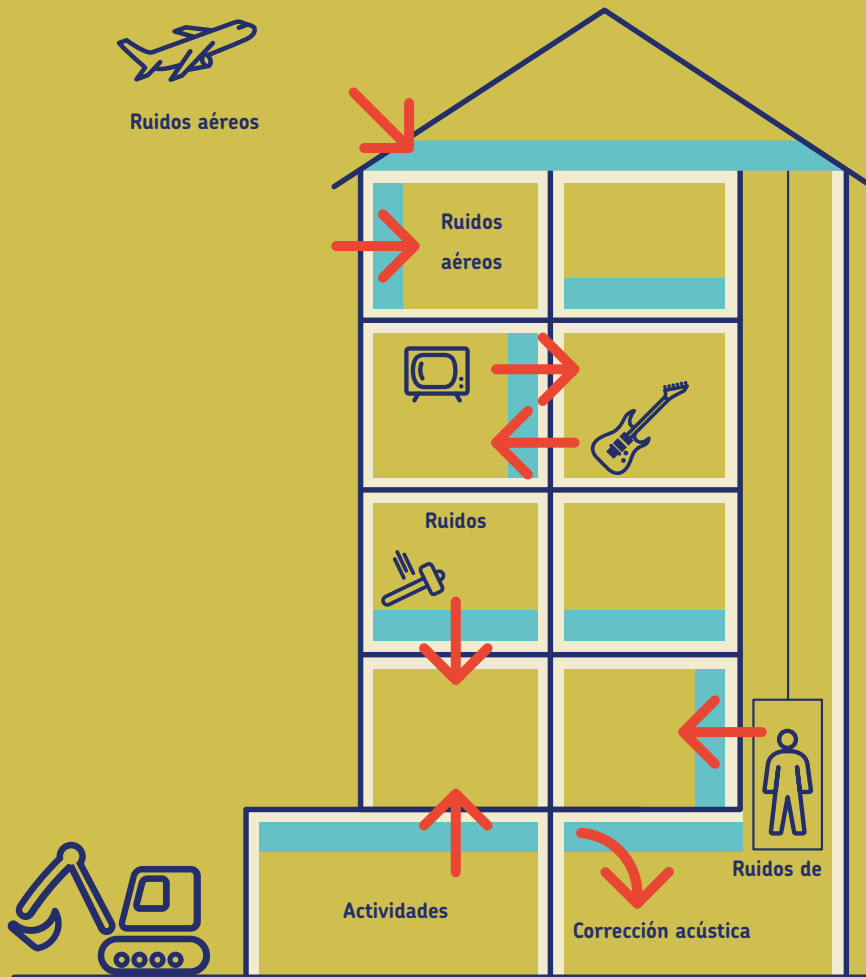 Ruidos aéreos
Ruidos
aéreos
Ruidos
Ruidos de
Actividades
Corrección acústica